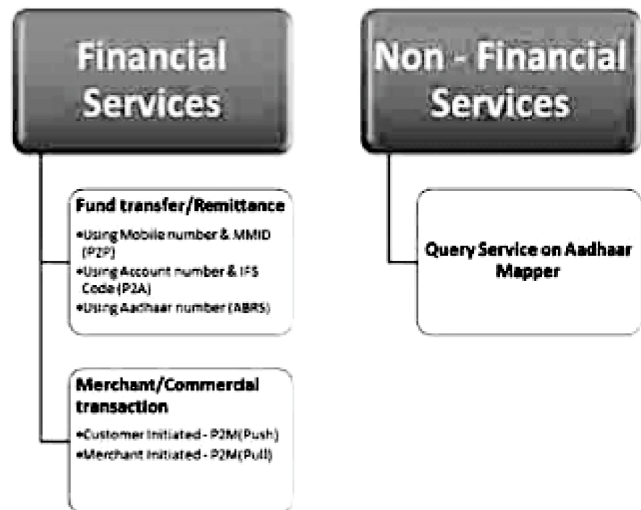 Financial
Services
Fund transfer/Remittance
•Using Mobile number & MMID
(P2P)
•Using Account number & IFS
Code (P2A)
•Using Aadhaar number (ABRS)
Merchant/Commercial
transaction
•Customer Initiated - P2M(Push)
•Merchant Initiated - P2M(Pull)
Non - Financial
Services
Query Service on Aadhaar
Mapper